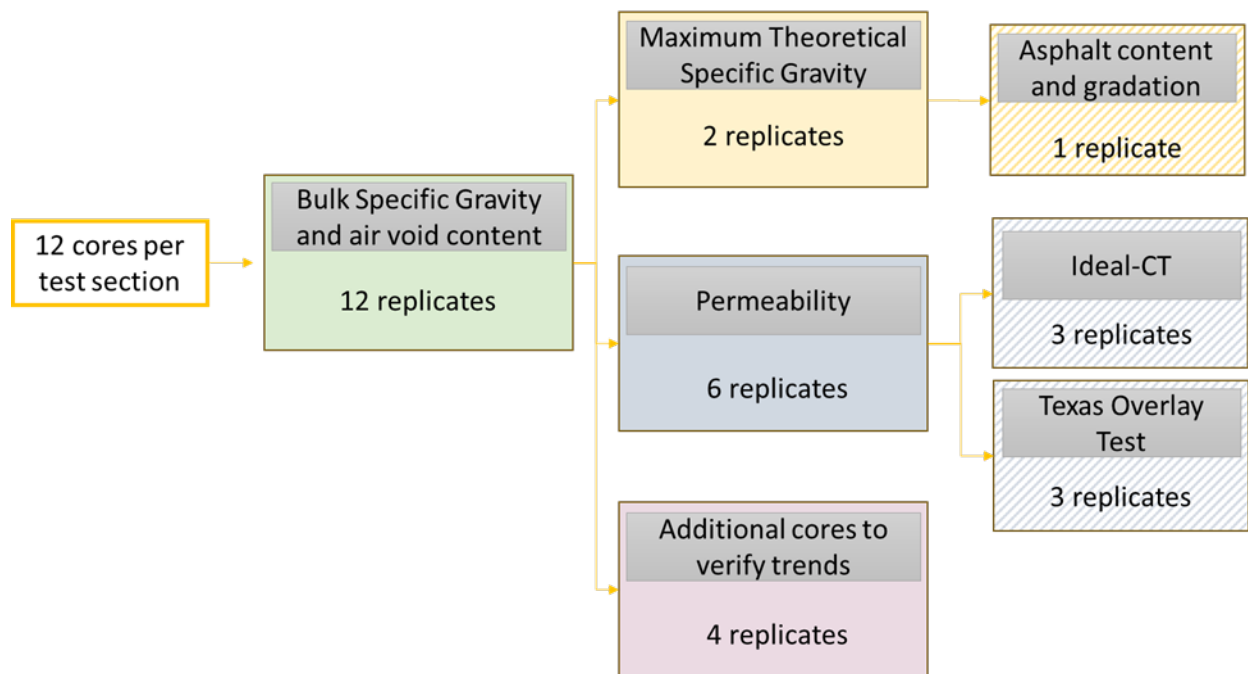 12 cores per
test section
Bulk Specific Gravity
and air void content
12 replicates
Maximum Theoretical
Specific Gravity
2 replicates
Asphalt content
and gradation
1 replicate
Permeability
6 replicates
Ideal-CT
3 replicates
Texas Overlay
Test
3 replicates
Additional cores to
verify trends
4 replicates